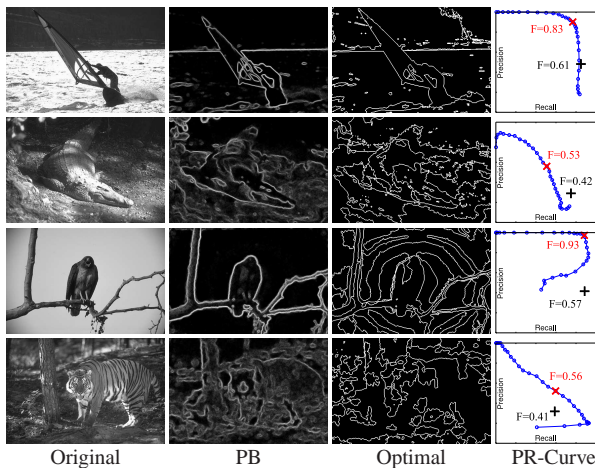 F=0.83
F=0.61
Precision
Recall
F=0.53
F=0.42
Precision
Recall
F=0.93
F=0.57
Precision
Recall
F=0.56
F=0.41
Precision
Recall
Original PB Optimal PR-Curve